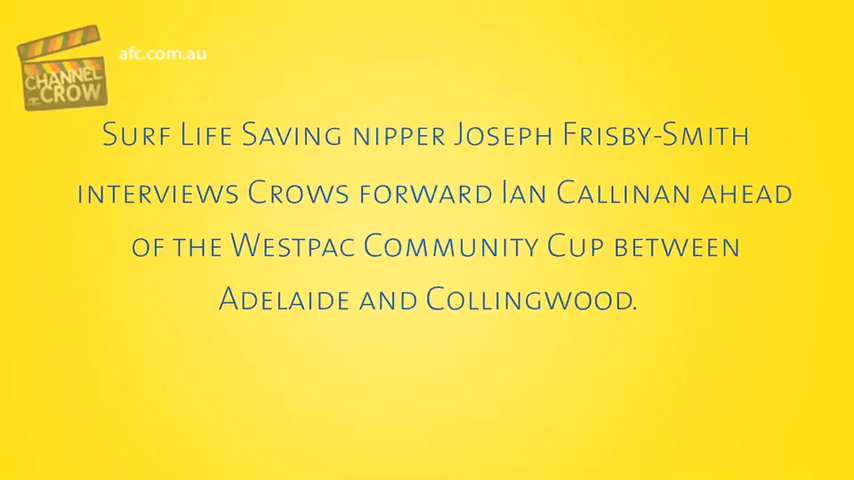 afc.com.au
CHANNEL
CROW
SURF LIFE SAVING NIPPER JOSEPH FRISBY-SMITH
INTERVIEWS CROWS FORWARD IAN CALLINAN AHEAD
OF THE WESTPAC COMMUNITY CUP BETWEEN
ADELAIDE AND COLLINGWOOD.